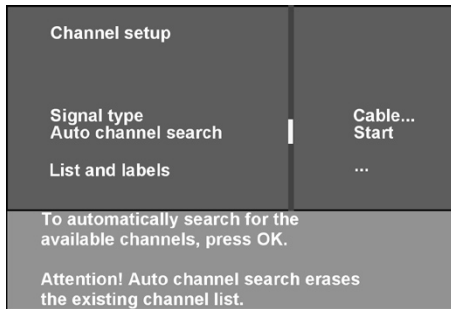 Channel setup
Signal type Cable...
Auto channel search Start
List and labels ...
To automatically search for the
available channels, press OK.
Attention! Auto channel search erases
the existing channel list.